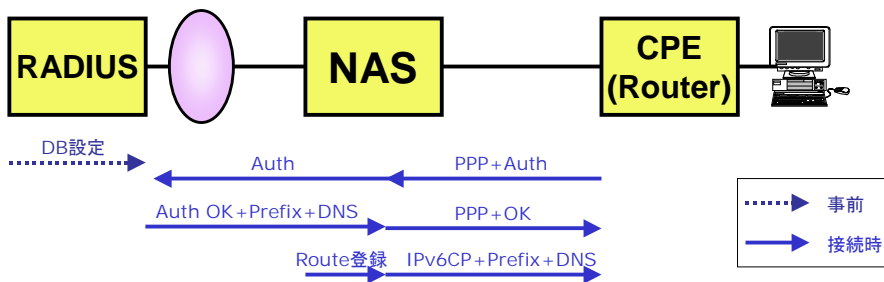 RADIUS
NAS
CPE
(Router)
DB設定
Auth
PPP+Auth
Auth OK+Prefix+DNS
PPP+OK
Route登録
IPv6CP+Prefix+DNS
事前
接続時